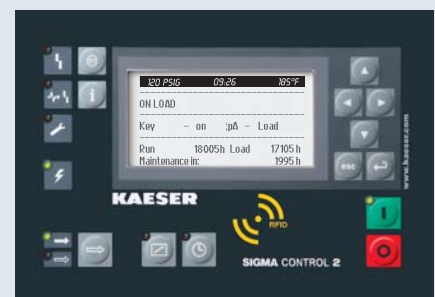 120 PSIG 09:26 185°F
ON LOAD
Key - on :pA - Load
Run 18005h Load 17105 h
Maintenance in: 1995 h
esc
www.kaeser.com
KAESER
RFID
SIGMA CONTROL 2